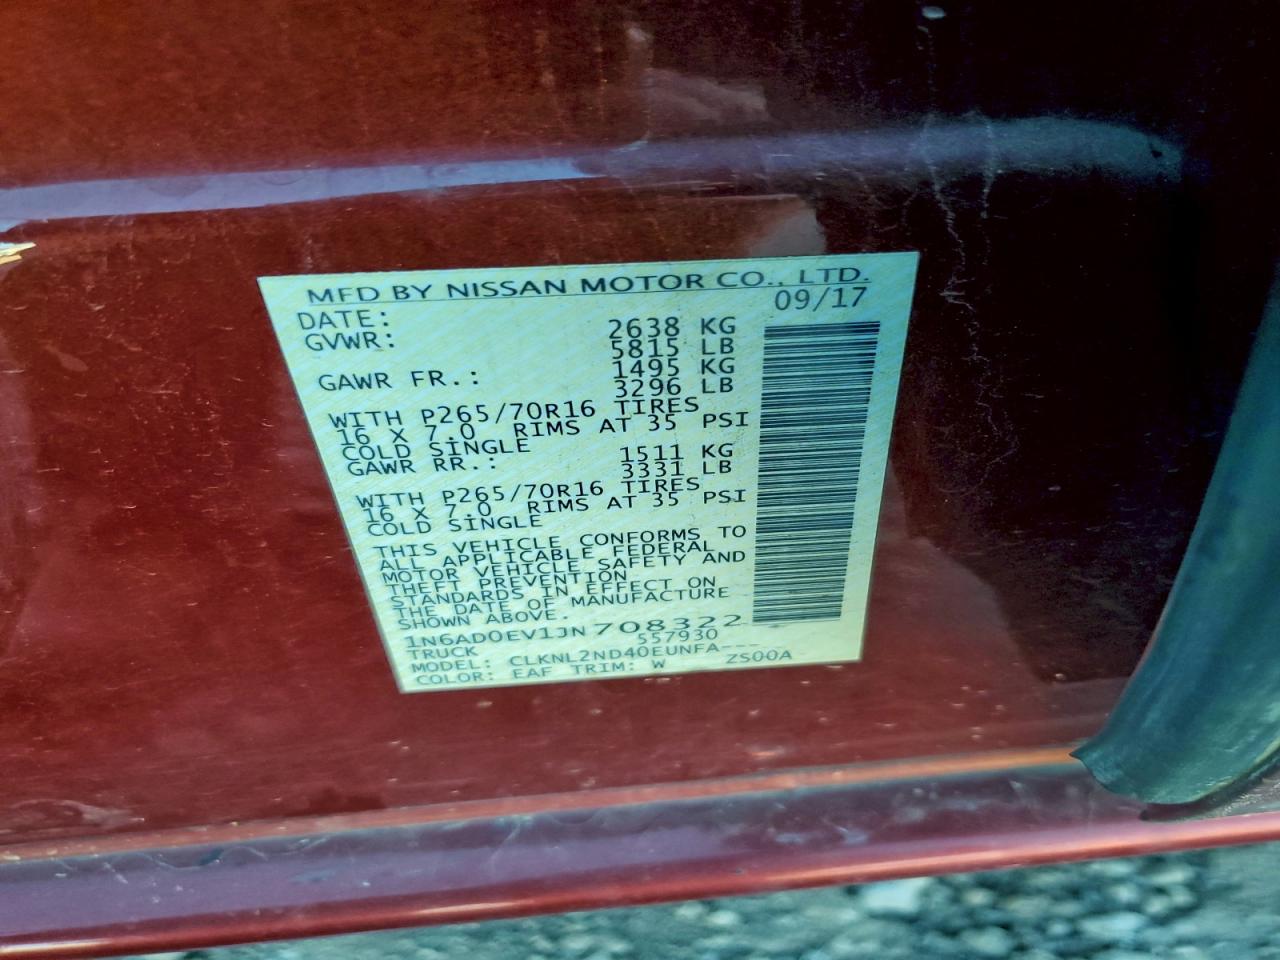 MFD BY NISSAN MOTOR CO., LTD.
DATE: 09/17
GVWR: 2638 KG
5815 LB
GAWR FR.: 1495 KG
3296 LB
WITH P265/70R16 TIRES
16 X 7.0 RIMS AT 35 PSI
COLD SINGLE
GAWR RR.: 1511 KG
3331 LB
WITH P265/70R16 TIRES
16 X 7.0 RIMS AT 35 PSI
COLD SINGLE
THIS VEHICLE CONFORMS TO
ALL APPLICABLE FEDERAL
MOTOR VEHICLE SAFETY AND
THEFT PREVENTION
STANDARDS IN EFFECT ON
THE DATE OF MANUFACTURE
SHOWN ABOVE.
1N6AD0EV1JN708322
TRUCK 557930
MODEL: CLKNL2ND40EUNFA----
COLOR: EAF TRIM: W ZS00A